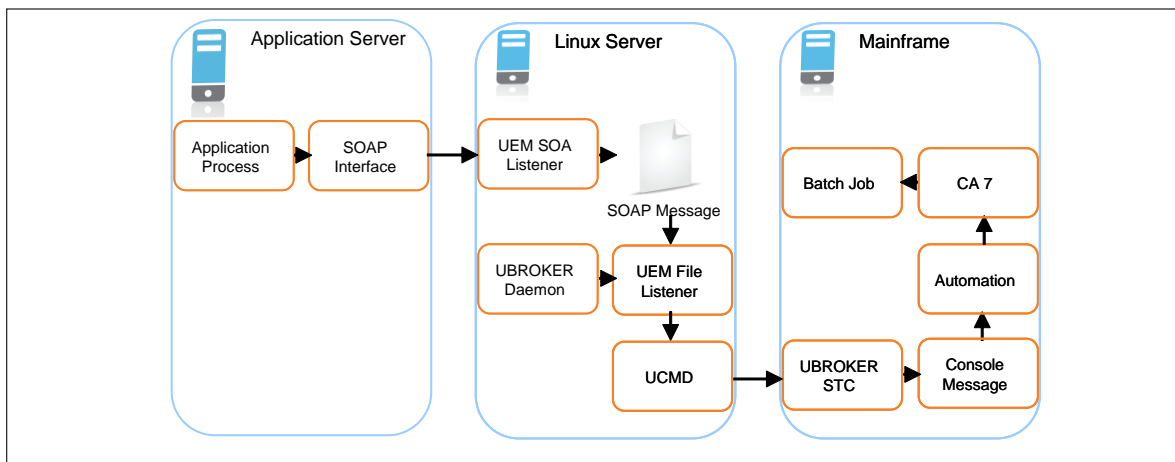 Application Server
Linux Server
Mainframe
Application
Process
SOAP
Interface
UEM SOA
Listener
SOAP Message
Batch Job
CA 7
UBROKER
Daemon
UEM File
Listener
Automation
UCMD
UBROKER
STC
Console
Message